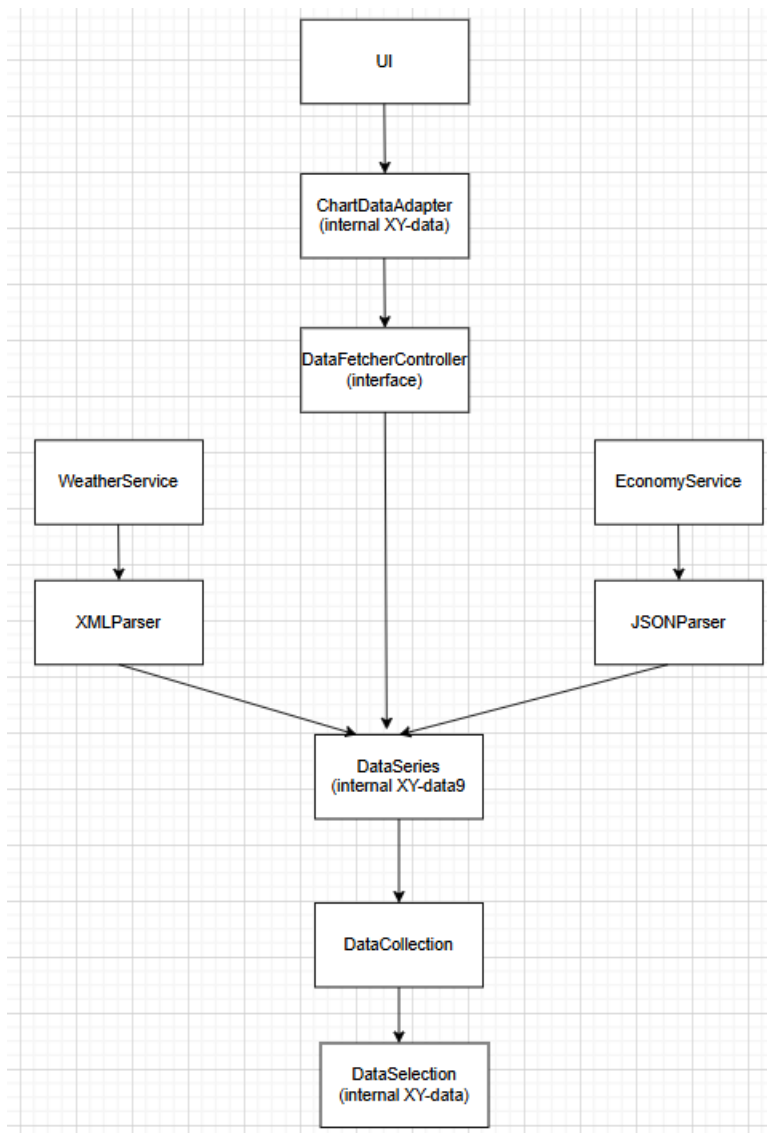 UI
ChartDataAdapter
(internal XY-data)
DataFetcherController
(interface)
WeatherService
EconomyService
XMLParser
JSONParser
DataSeries
(internal XY-data9
DataCollection
DataSelection
(internal XY-data)